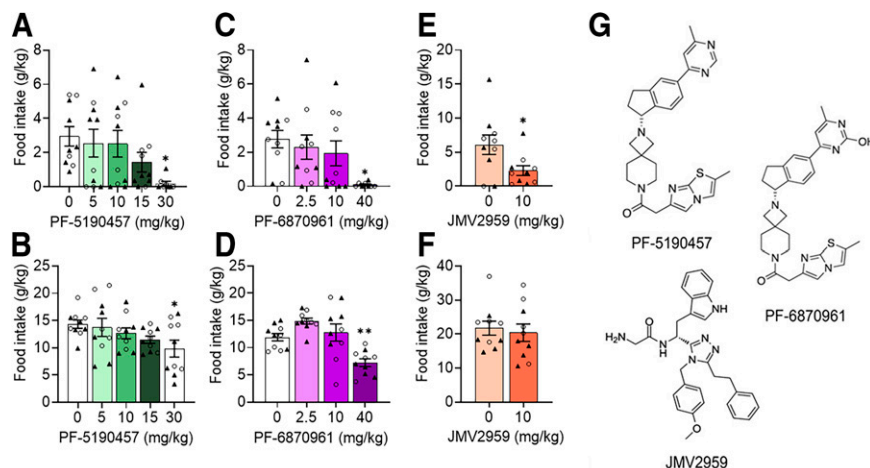 A
Food intake (g/kg)
8
6
4
2
0
*
0 5 10 15 30
PF-5190457 (mg/kg)
C
Food intake (g/kg)
8
6
4
2
0
*
0 2.5 10 40
PF-6870961 (mg/kg)
E
Food intake (g/kg)
20
15
10
5
0
*
0 10
JMV2959 (mg/kg)
B
Food intake (g/kg)
25
20
15
10
5
0
*
0 5 10 15 30
PF-5190457 (mg/kg)
D
Food intake (g/kg)
25
20
15
10
5
0
**
0 2.5 10 40
PF-6870961 (mg/kg)
F
Food intake (g/kg)
40
30
20
10
0
0 10
JMV2959 (mg/kg)
G
N
N
N
N
O
N
S
N
PF-5190457
N
N
OH
N
N
O
N
S
N
PF-6870961
NH
H2N
O
N
H
N
N
N
O
JMV2959